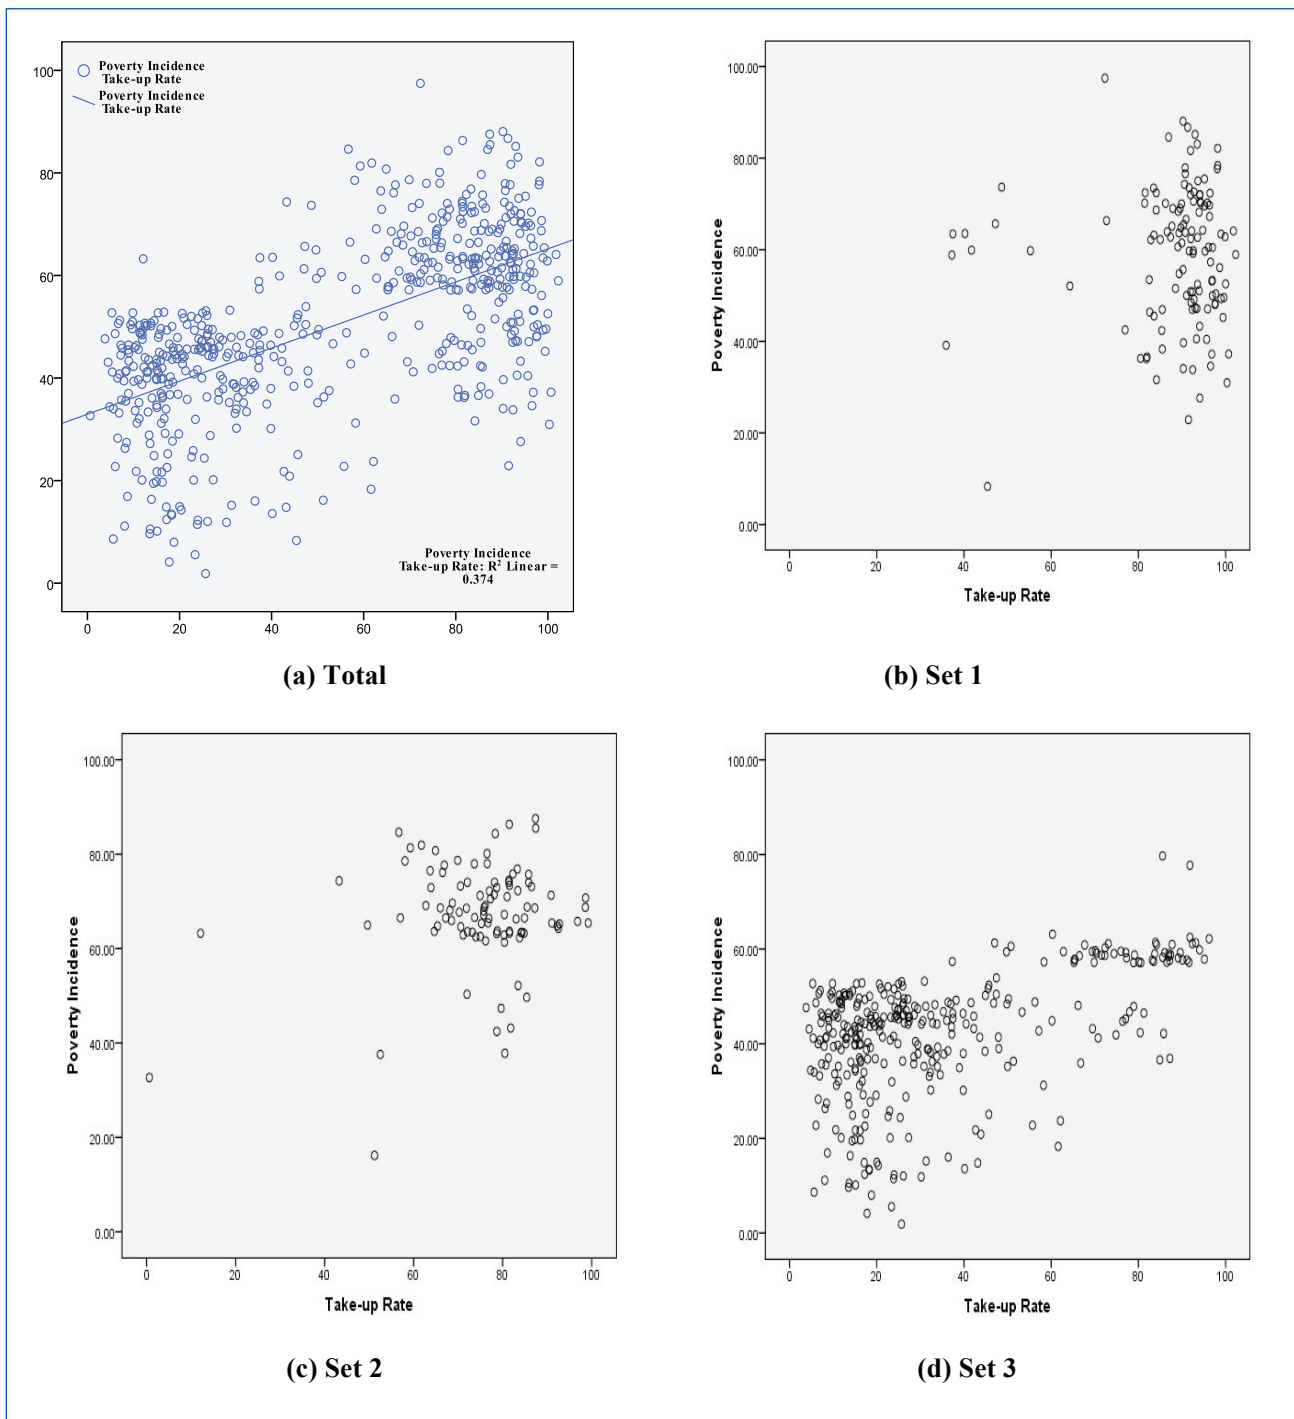 Poverty Incidence
Take-up Rate
Poverty Incidence
Take-up Rate
100
80
60
40
20
0
Poverty Incidence
Take-up Rate: R² Linear =
0.374
0 20 40 60 80 100
(a) Total
Poverty Incidence
100.00
80.00
60.00
40.00
20.00
0.00
0 20 40 60 80 100
Take-up Rate
(b) Set 1
Poverty Incidence
100.00
80.00
60.00
40.00
20.00
0.00
0 20 40 60 80 100
Take-up Rate
(c) Set 2
Poverty Incidence
100.00
80.00
60.00
40.00
20.00
0.00
0 20 40 60 80 100
Take-up Rate
(d) Set 3